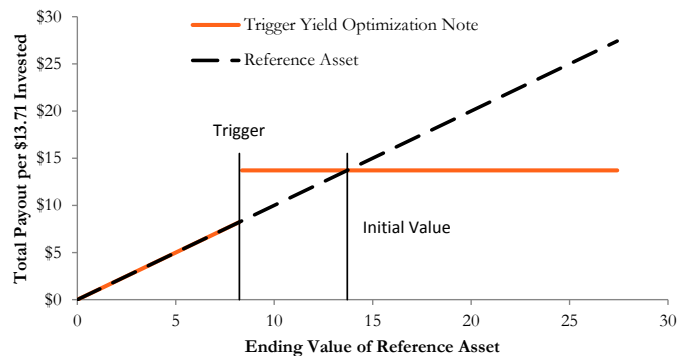 Trigger Yield Optimization Note
Reference Asset
Total Payout per $13.71 Invested
$30
$25
$20
$15
$10
$5
$0
Trigger
Initial Value
0 5 10 15 20 25 30
Ending Value of Reference Asset